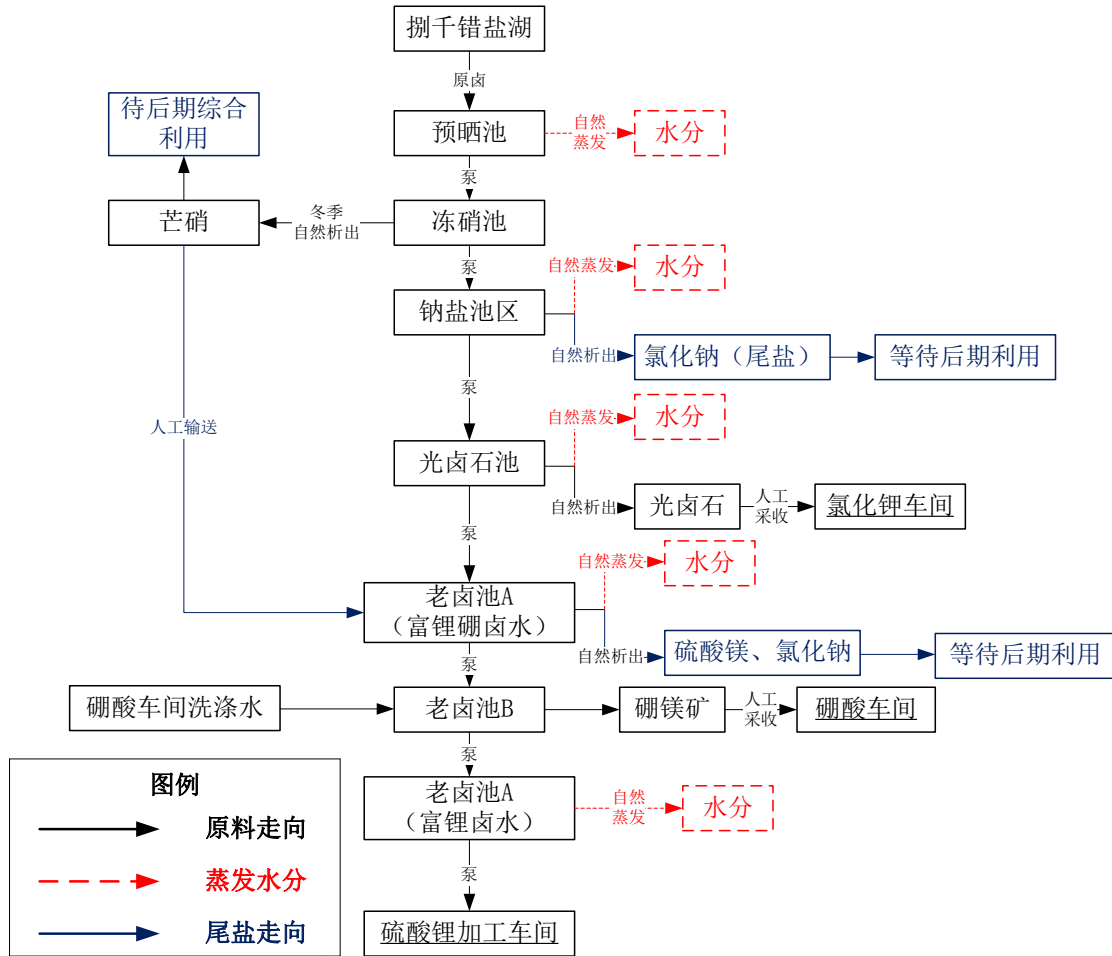 捌千错盐湖
原卤
待后期综合
利用
预晒池
自然
蒸发
水分
泵
芒硝
冬季
自然析出
冻硝池
泵
自然蒸发
水分
钠盐池区
自然析出
氯化钠（尾盐）
等待后期利用
泵
自然蒸发
水分
人工输送
光卤石池
自然析出
光卤石
人工
采收
氯化钾车间
泵
自然蒸发
水分
老卤池A
（富锂硼卤水）
自然析出
硫酸镁、氯化钠
等待后期利用
泵
硼酸车间洗涤水
老卤池B
硼镁矿
人工
采收
硼酸车间
泵
老卤池A
（富锂卤水）
自然
蒸发
水分
泵
硫酸锂加工车间
图例
原料走向
蒸发水分
尾盐走向